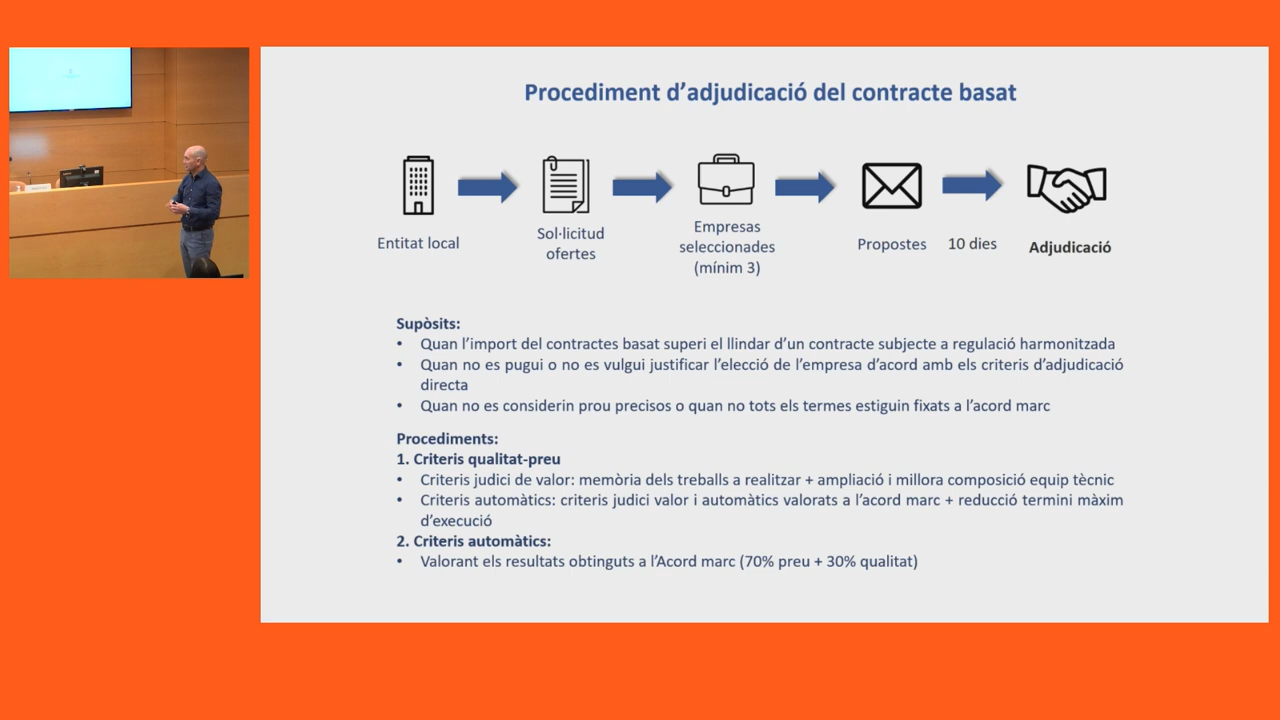 Procediment d'adjudicació del contracte basat
Entitat local
Sol·licitud
ofertes
Empresas
seleccionades
(mínim 3)
Propostes
10 dies
Adjudicació
Supòsits:
• Quan l'import del contractes basat superi el llindar d'un contracte subjecte a regulació harmonitzada
• Quan no es pugui o no es vulgui justificar l'elecció de l'empresa d'acord amb els criteris d'adjudicació
directa
• Quan no es considerin prou precisos o quan no tots els termes estiguin fixats a l'acord marc
Procediments:
1. Criteris qualitat-preu
• Criteris judici de valor: memòria dels treballs a realitzar + ampliació i millora composició equip tècnic
• Criteris automàtics: criteris judici valor i automàtics valorats a l'acord marc + reducció termini màxim
d'execució
2. Criteris automàtics:
• Valorant els resultats obtinguts a l'Acord marc (70% preu + 30% qualitat)